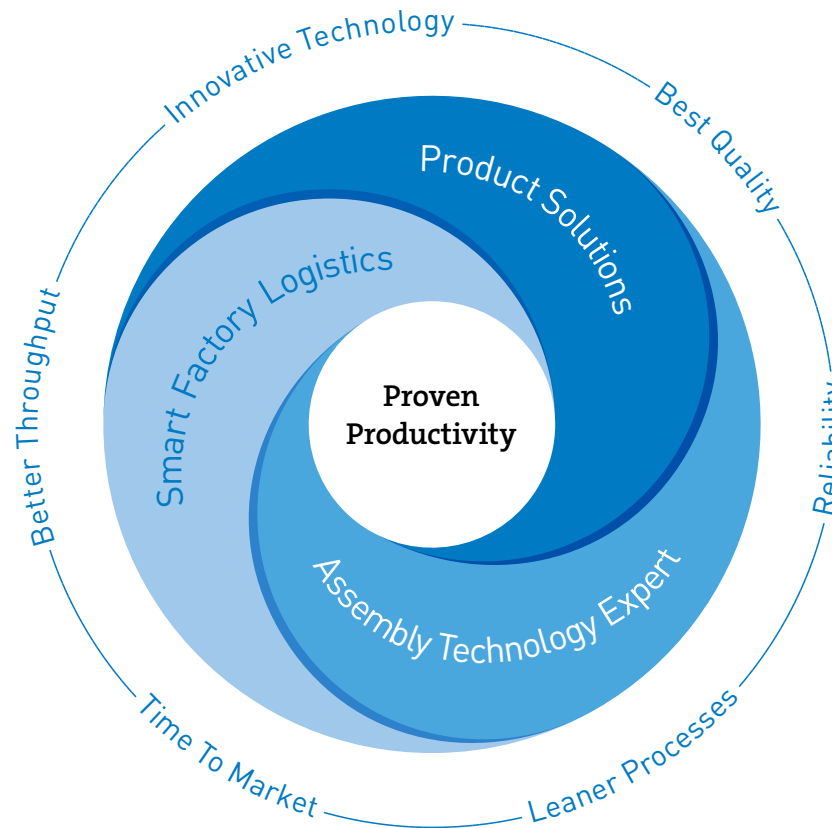 Innovative Technology
Best Quality
Reliability
Leaner Processes
Time To Market
Better Throughput
Product Solutions
Assembly Technology Expert
Smart Factory Logistics
Proven
Productivity